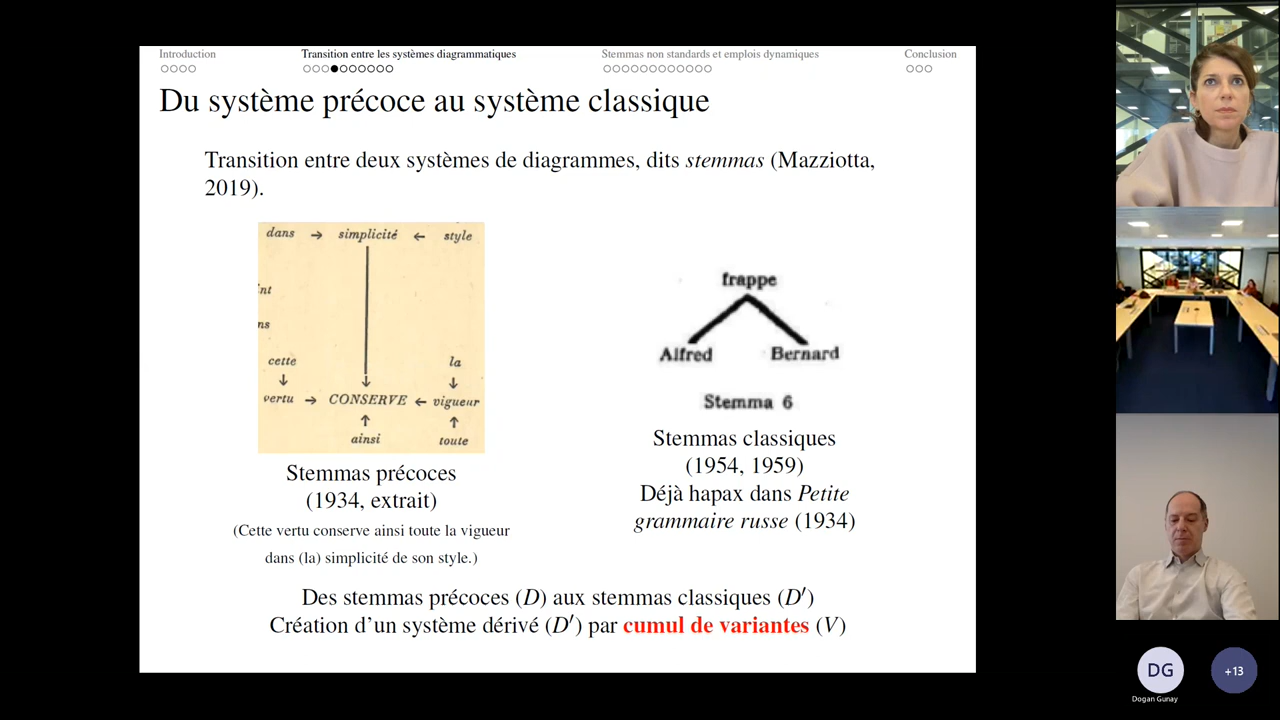 Introduction
Transition entre les systèmes diagrammatiques
Stemmas non standards et emplois dynamiques
Conclusion
Du système précoce au système classique
Transition entre deux systèmes de diagrammes, dits stemmas (Mazziotta,
2019).
dans → simplicité ← style
nt
ns
cette
la
↓
↓
vertu → CONSERVE ← vigueur
↑
↑
ainsi
toute
Stemmas précoces
(1934, extrait)
(Cette vertu conserve ainsi toute la vigueur
dans (la) simplicité de son style.)
frappe
Alfred
Bernard
Stemma 6
Stemmas classiques
(1954, 1959)
Déjà hapax dans Petite
grammaire russe (1934)
Des stemmas précoces (D) aux stemmas classiques (D′)
Création d’un système dérivé (D′) par cumul de variantes (V)
DG
Dogan Gunay
+13